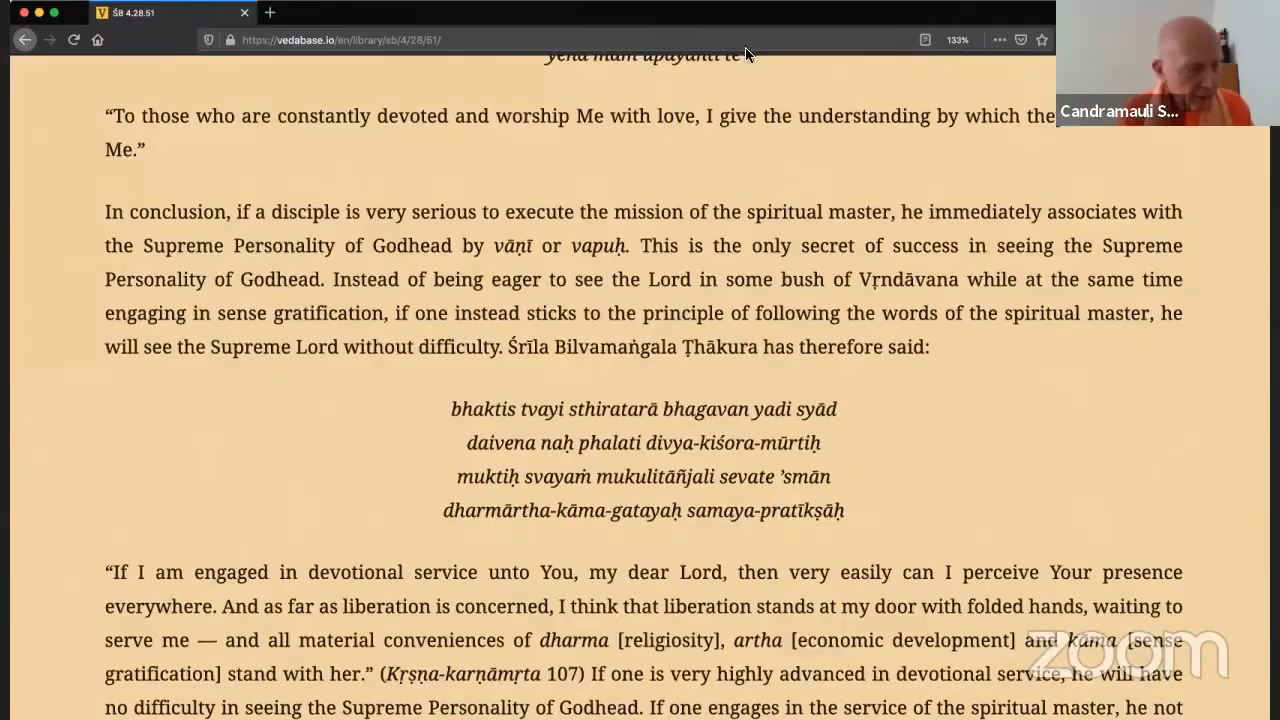 ŚB 4.28.51
https://vedabase.io/en/library/sb/4/28/51/
133%
yena mām upayānti te
“To those who are constantly devoted and worship Me with love, I give the understanding by which the
Me.”
Candramauli S...
In conclusion, if a disciple is very serious to execute the mission of the spiritual master, he immediately associates with
the Supreme Personality of Godhead by vāṇī or vapuḥ. This is the only secret of success in seeing the Supreme
Personality of Godhead. Instead of being eager to see the Lord in some bush of Vṛndāvana while at the same time
engaging in sense gratification, if one instead sticks to the principle of following the words of the spiritual master, he
will see the Supreme Lord without difficulty. Śrīla Bilvamaṅgala Ṭhākura has therefore said:
bhaktis tvayi sthiratarā bhagavan yadi syād
daivena naḥ phalati divya-kiśora-mūrtiḥ
muktiḥ svayaṁ mukulitāñjali sevate ’smān
dharmārtha-kāma-gatayaḥ samaya-pratīkṣāḥ
“If I am engaged in devotional service unto You, my dear Lord, then very easily can I perceive Your presence
everywhere. And as far as liberation is concerned, I think that liberation stands at my door with folded hands, waiting to
serve me — and all material conveniences of dharma [religiosity], artha [economic development] and kāma [sense
gratification] stand with her.” (Kṛṣṇa-karṇāmṛta 107) If one is very highly advanced in devotional service, he will have
no difficulty in seeing the Supreme Personality of Godhead. If one engages in the service of the spiritual master, he not
zoom